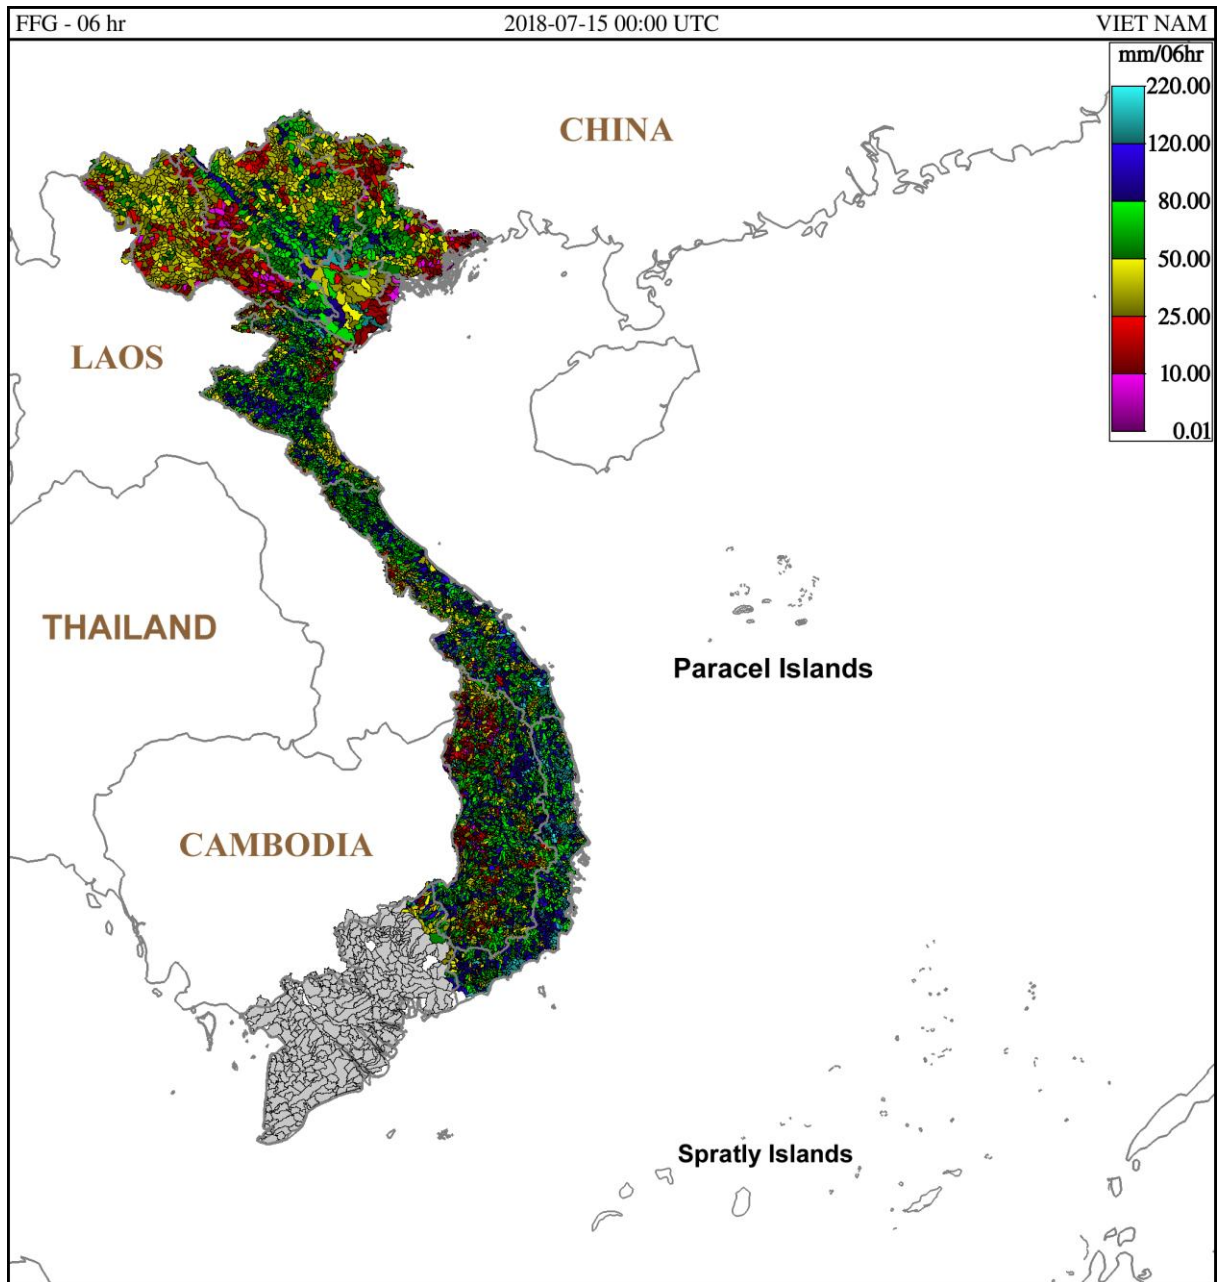 FFG - 06 hr 2018-07-15 00:00 UTC VIET NAM
mm/06hr
220.00
CHINA
120.00
80.00
50.00
25.00
LAOS
10.00
0.01
THAILAND
Paracel Islands
CAMBODIA
Spratly Islands